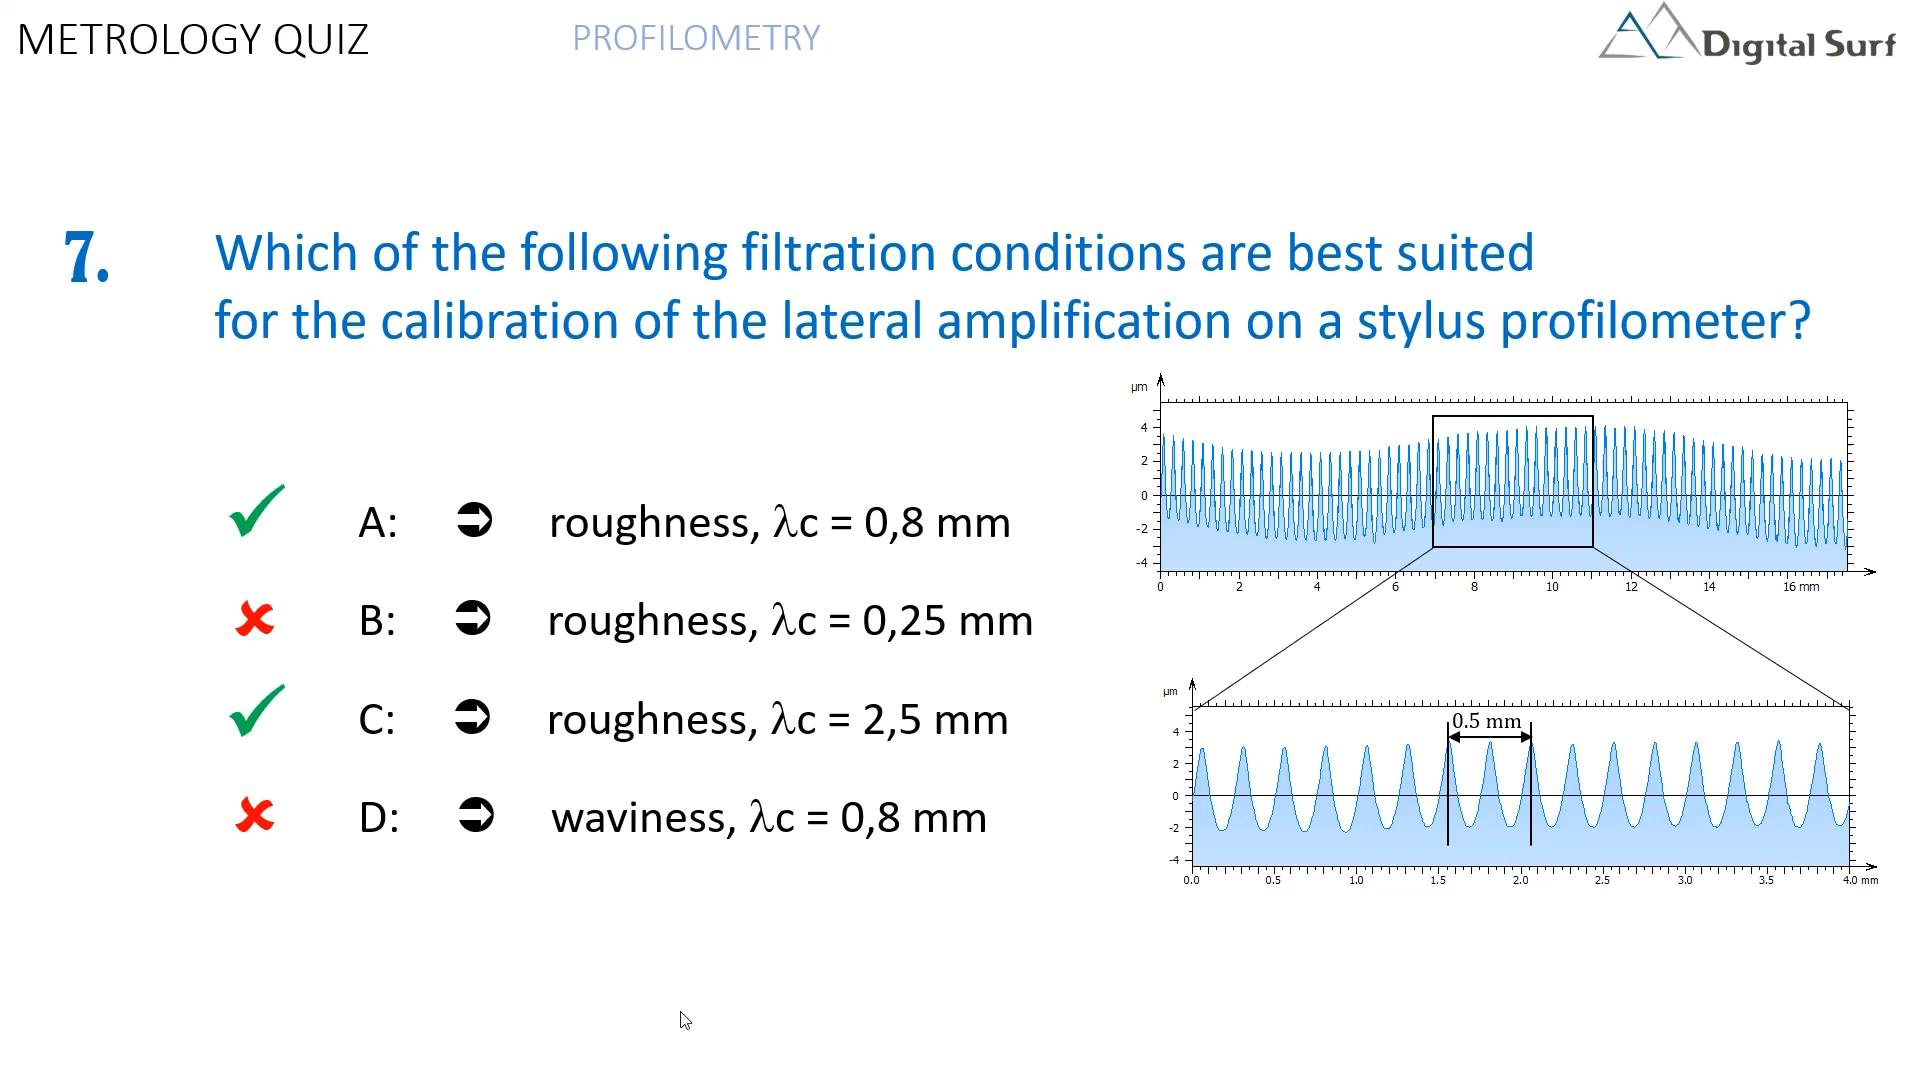 METROLOGY QUIZ
PROFILOMETRY
Digital Surf
7.
Which of the following filtration conditions are best suited
for the calibration of the lateral amplification on a stylus profilometer?
A: roughness, λc = 0,8 mm
B: roughness, λc = 0,25 mm
C: roughness, λc = 2,5 mm
D: waviness, λc = 0,8 mm
µm
4
2
0
-2
-4
0 2 4 6 8 10 12 14 16 mm
µm
0.5 mm
4
2
0
-2
-4
0.0 0.5 1.0 1.5 2.0 2.5 3.0 3.5 4.0 mm